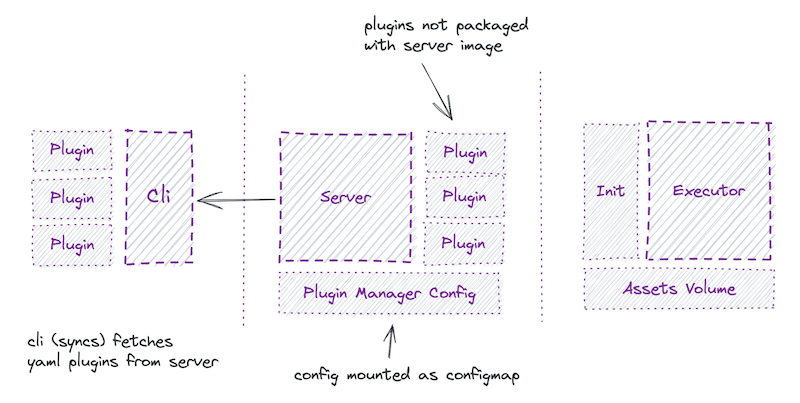 plugins not packaged
with server image
Plugin
Plugin
Plugin
Cli
Server
Plugin
Plugin
Plugin
Plugin Manager Config
Init
Executor
Assets Volume
cli (syncs) fetches
yaml plugins from server
config mounted as configmap